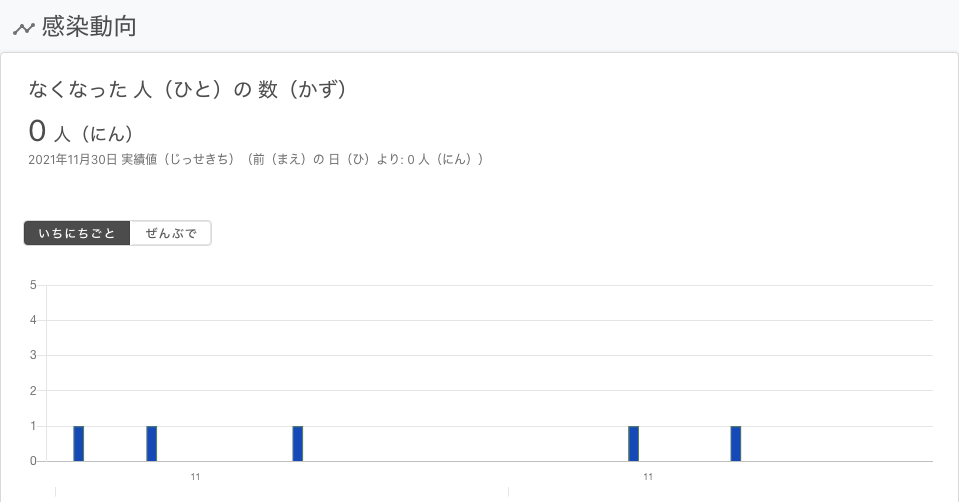 感染動向
なくなった 人（ひと）の 数（かず）
0 人（にん）
2021年11月30日 実績値（じっせきち）（前（まえ）の 日（ひ）より: 0 人（にん））
いちにちごと ぜんぶで
5
4
3
2
1
0
11 11